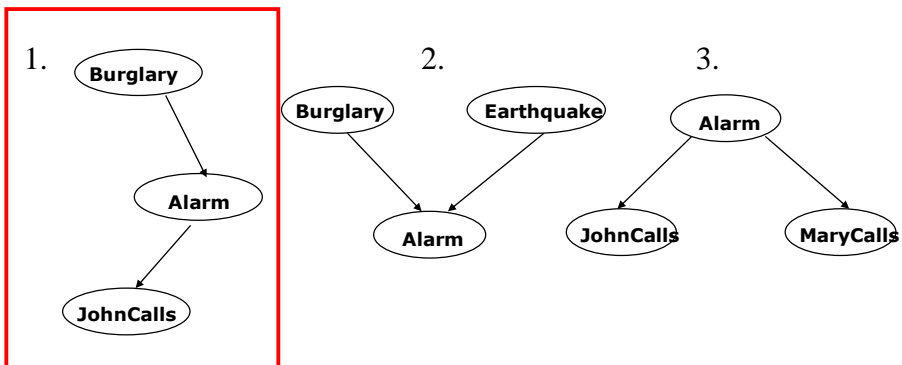 1.
Burglary
Alarm
JohnCalls
2.
Burglary
Earthquake
Alarm
3.
Alarm
JohnCalls
MaryCalls